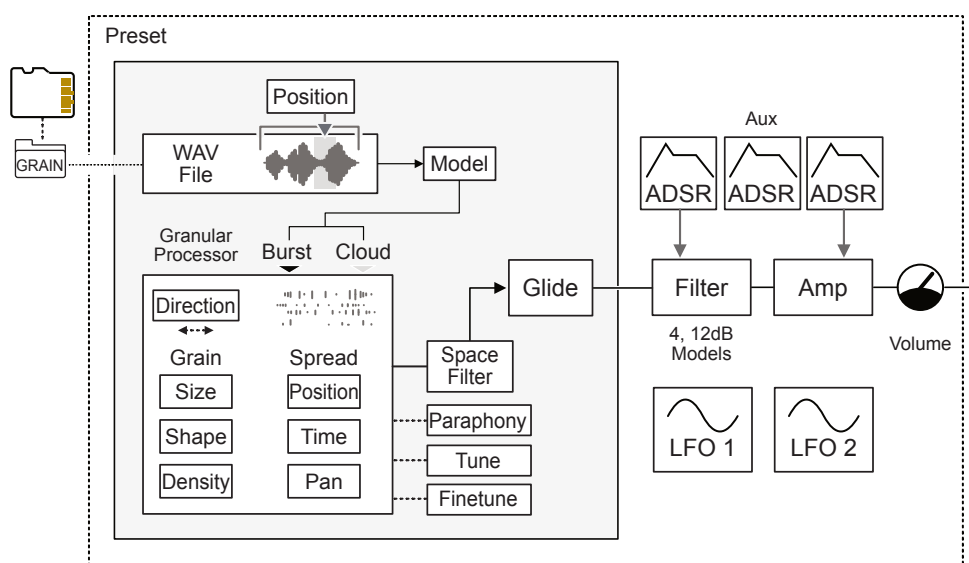 Preset
Position
Aux
GRAIN
WAV
File
Model
ADSR
ADSR
ADSR
Granular
Processor
Burst
Cloud
Direction
Glide
Filter
Amp
Grain
Spread
Space
Filter
4, 12dB
Models
Volume
Size
Position
Paraphony
Shape
Time
Tune
LFO 1
LFO 2
Density
Pan
Finetune